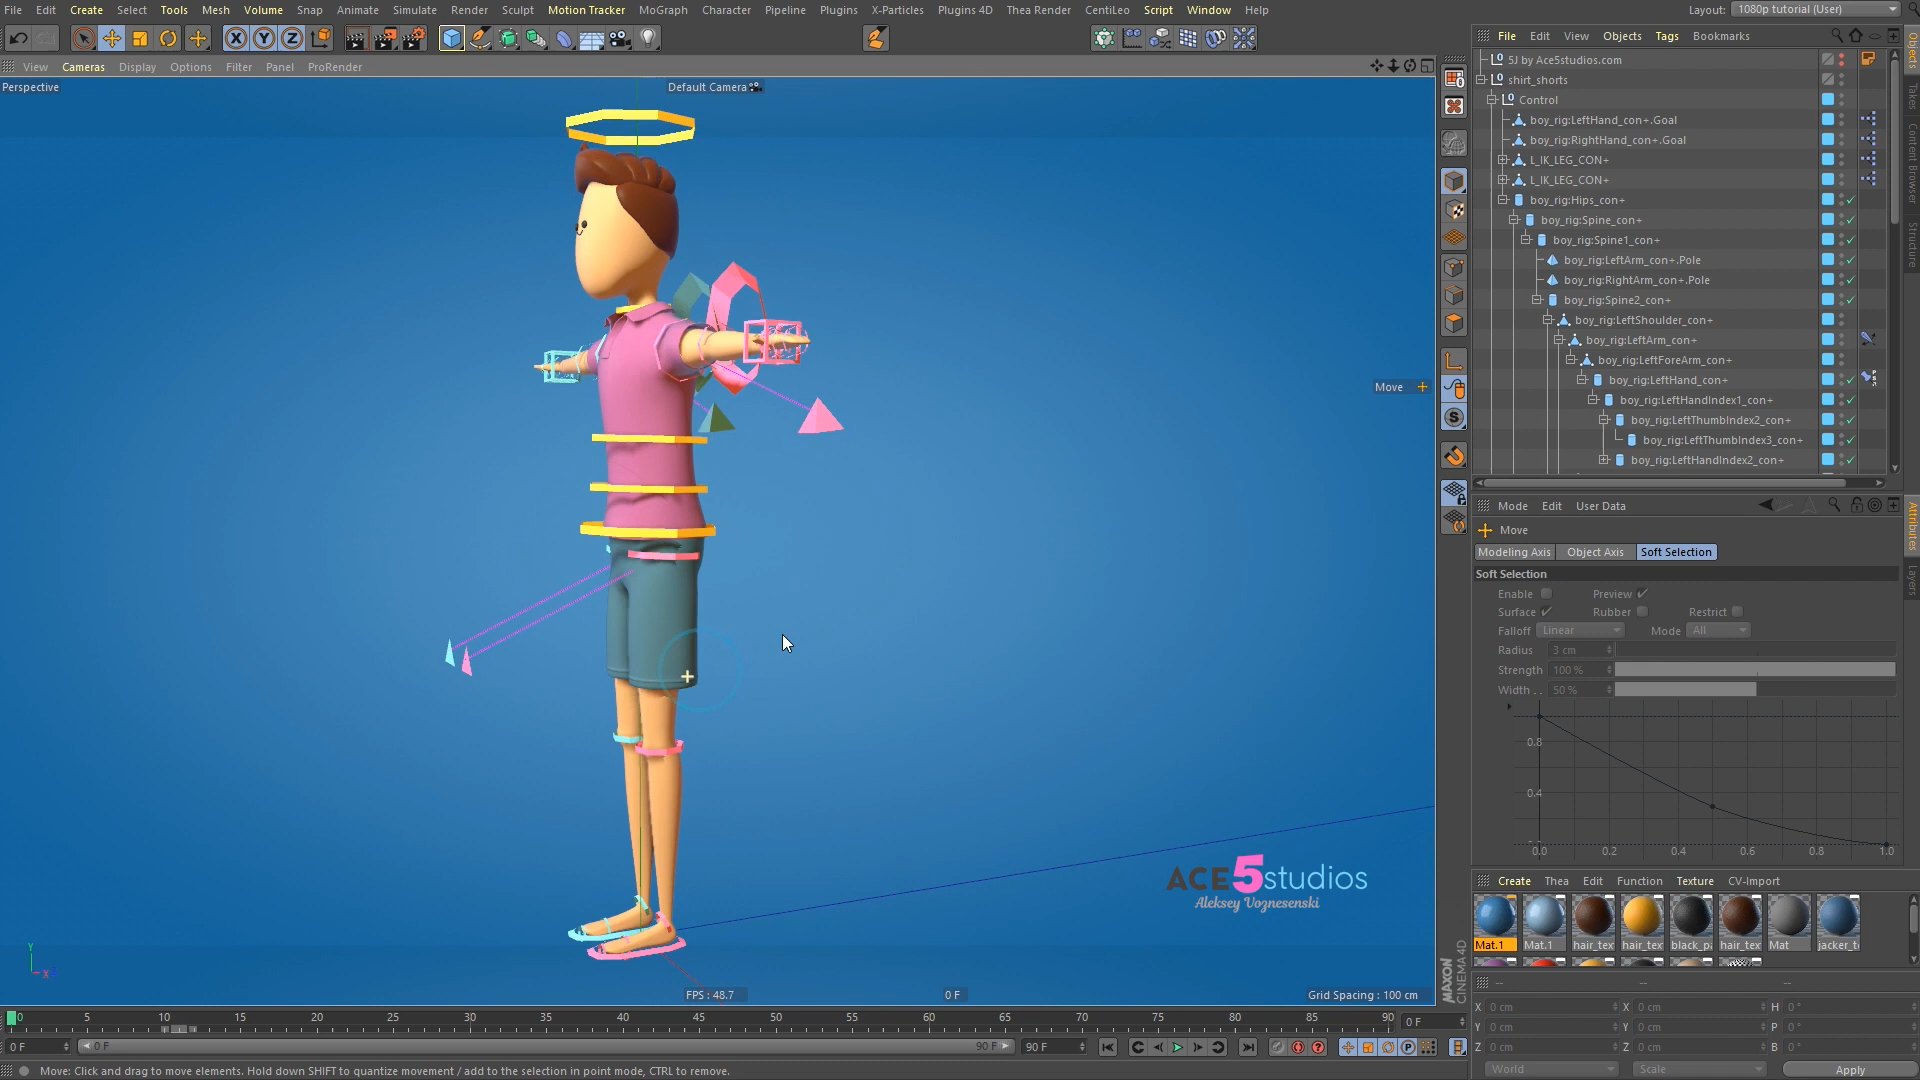 File Edit Create Select Tools Mesh Volume Snap Animate Simulate Render Sculpt Motion Tracker MoGraph Character Pipeline Plugins X-Particles Plugins 4D Thea Render CentiLeo Script Window Help
Layout: 1080p tutorial (User)
View Cameras Display Options Filter Panel ProRender
Perspective
Default Camera
Move
ACE5studios
Aleksey Voznesenski
FPS : 48.7
0 F
Grid Spacing : 100 cm
MAXON
CINEMA 4D
File Edit View Objects Tags Bookmarks
5J by Ace5studios.com
shirt_shorts
Control
boy_rig:LeftHand_con+.Goal
boy_rig:RightHand_con+.Goal
L_IK_LEG_CON+
L_IK_LEG_CON+
boy_rig:Hips_con+
boy_rig:Spine_con+
boy_rig:Spine1_con+
boy_rig:LeftArm_con+.Pole
boy_rig:RightArm_con+.Pole
boy_rig:Spine2_con+
boy_rig:LeftShoulder_con+
boy_rig:LeftArm_con+
boy_rig:LeftForeArm_con+
boy_rig:LeftHand_con+
boy_rig:LeftHandIndex1_con+
boy_rig:LeftThumbIndex2_con+
boy_rig:LeftThumbIndex3_con+
boy_rig:LeftHandIndex2_con+
Objects
Takes
Content Browser
Structure
Mode Edit User Data
Move
Modeling Axis Object Axis Soft Selection
Soft Selection
Enable Preview
Surface Rubber Restrict
Falloff Linear Mode All
Radius 3 cm
Strength 100 %
Width . . 50 %
0.8
0.4
0.0 0.2 0.4 0.6 0.8 1.0
Attributes
Layers
Create Thea Edit Function Texture CV-Import
Mat.1 Mat.1 hair_tex hair_tex black_pa hair_tex Mat jacker_te
-- -- --
X 0 cm X 0 cm H 0 °
Y 0 cm Y 0 cm P 0 °
Z 0 cm Z 0 cm B 0 °
World Scale Apply
0 5 10 15 20 25 30 35 40 45 50 55 60 65 70 75 80 85 90 0 F
0 F 0 F 90 F 90 F
Move: Click and drag to move elements. Hold down SHIFT to quantize movement / add to the selection in point mode, CTRL to remove.